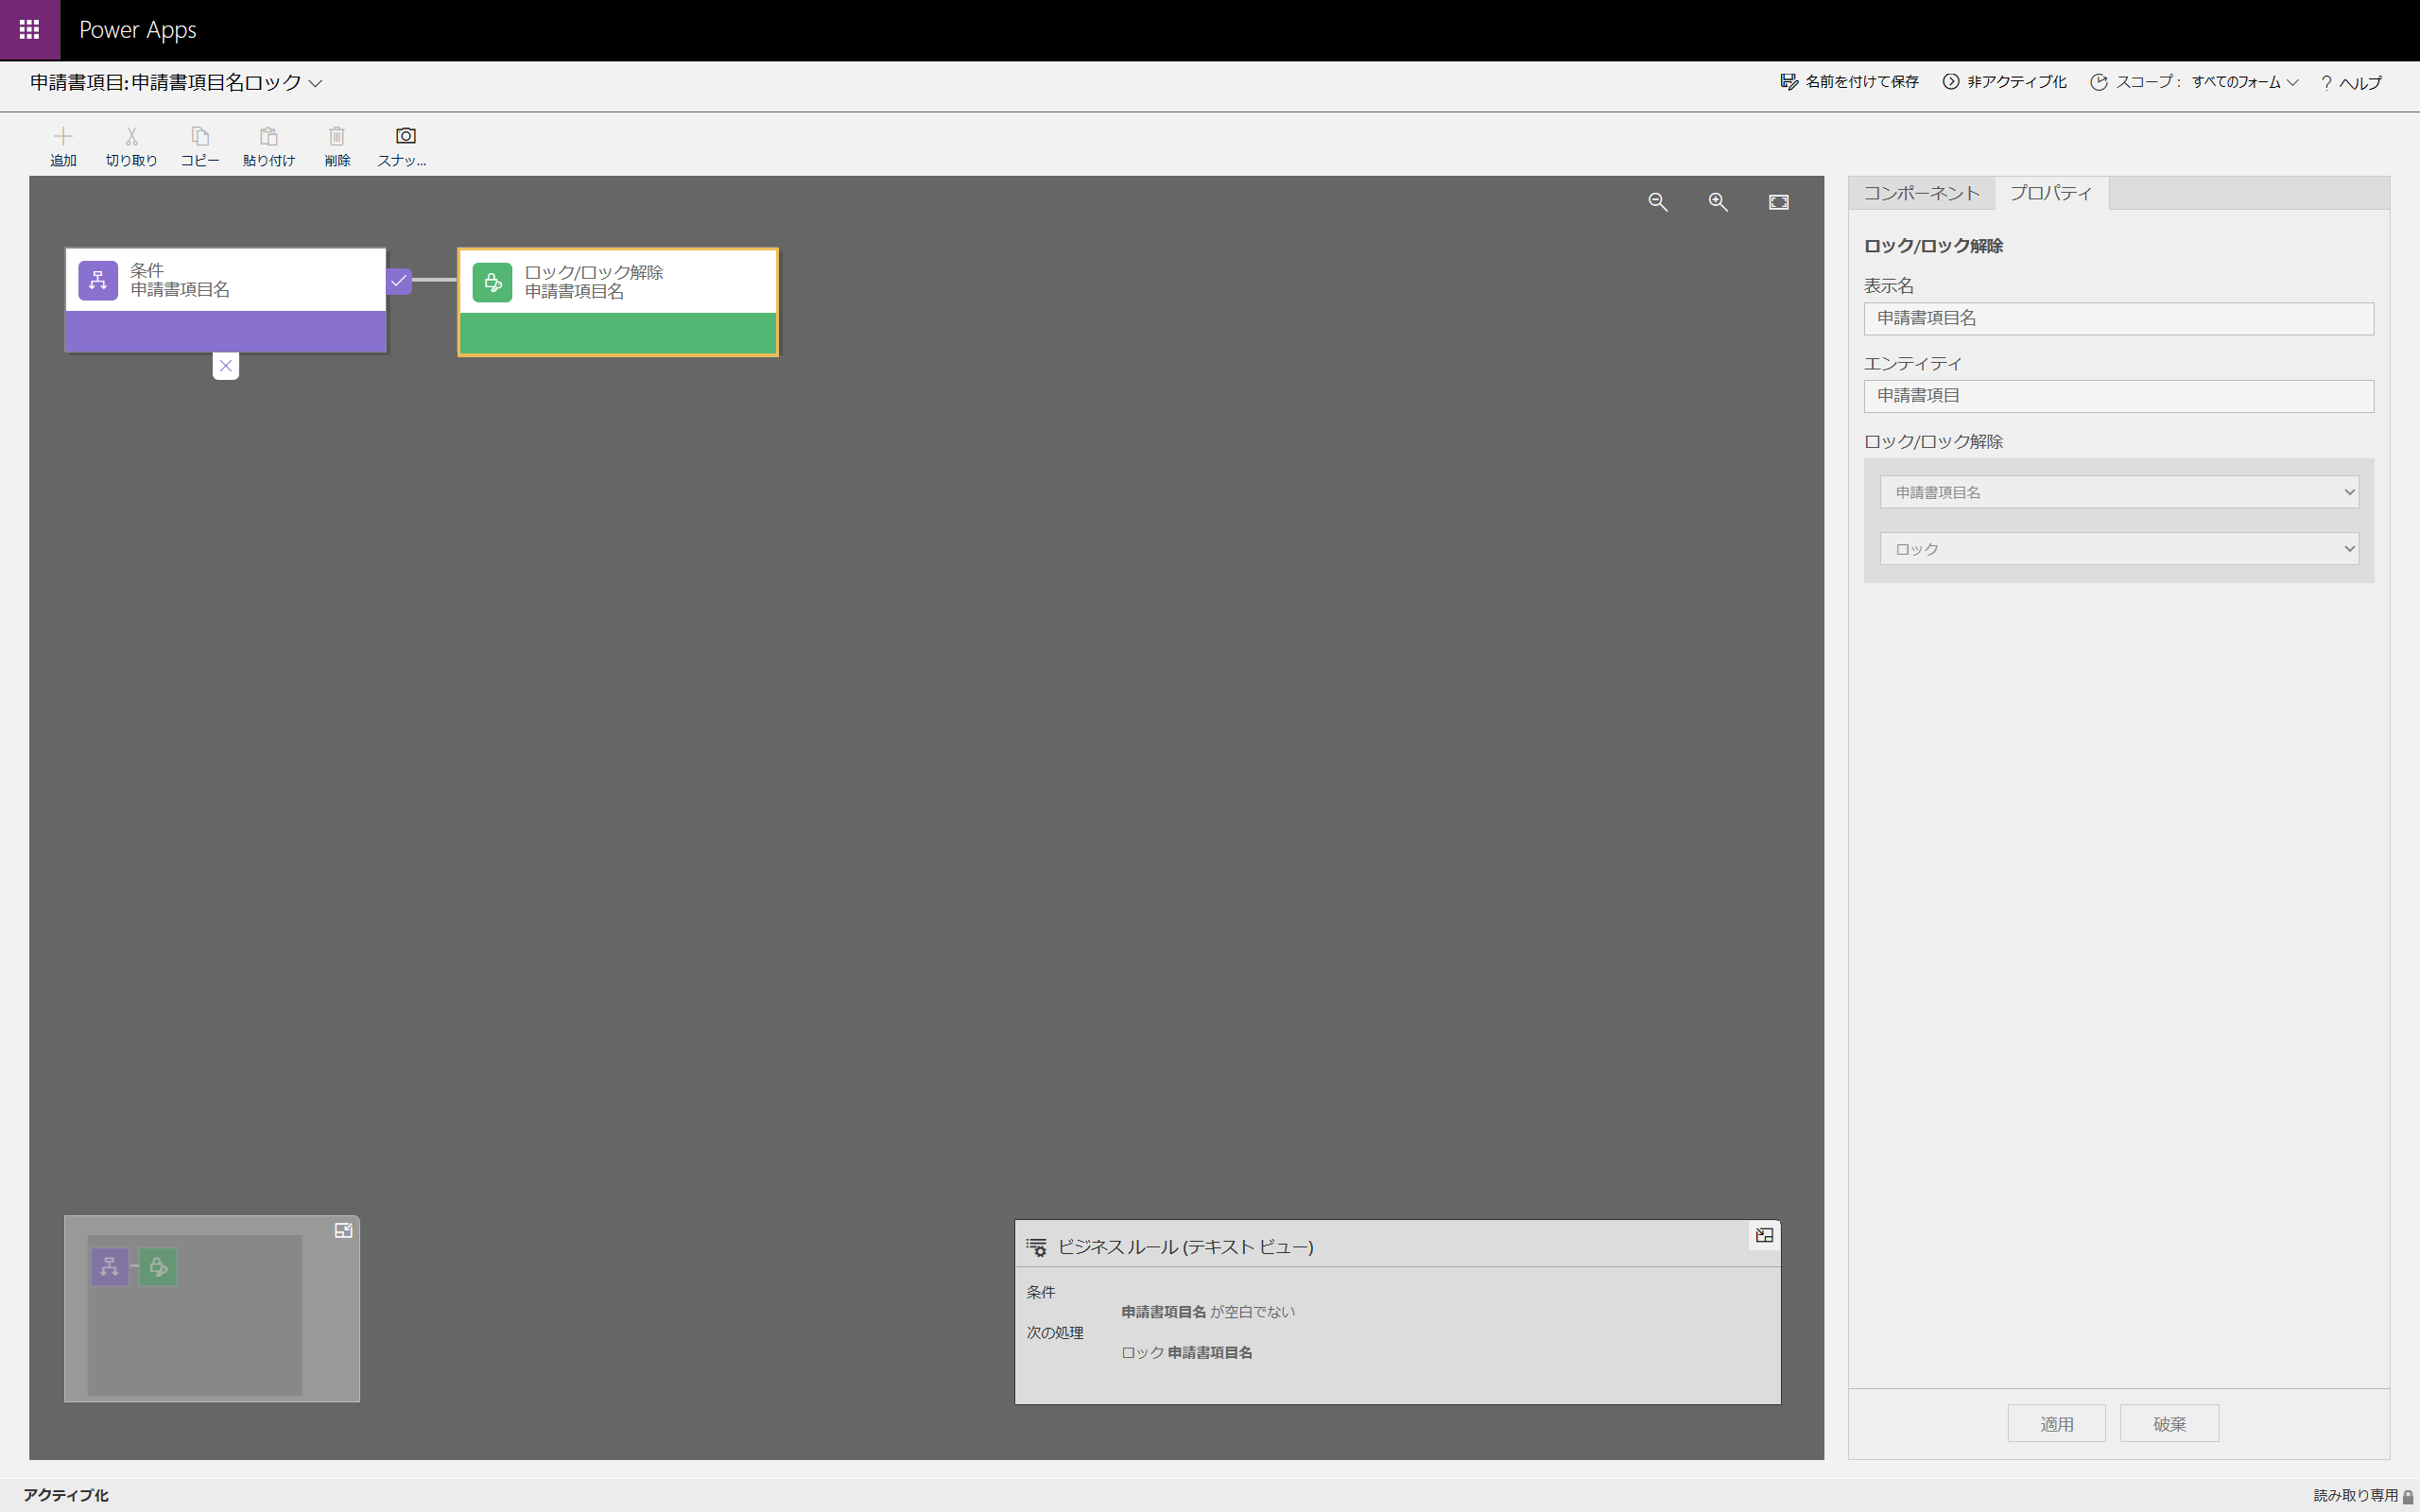 Power Apps
申請書項目:申請書項目名ロック
名前を付けて保存 非アクティブ化 スコープ : すべてのフォーム ? ヘルプ
追加 切り取り コピー 貼り付け 削除 スナッ...
条件
申請書項目名
ロック/ロック解除
申請書項目名
コンポーネント プロパティ
ロック/ロック解除
表示名
申請書項目名
エンティティ
申請書項目
ロック/ロック解除
申請書項目名
ロック
ビジネス ルール (テキスト ビュー)
条件
申請書項目名 が空白でない
次の処理
ロック 申請書項目名
適用 破棄
アクティブ化
読み取り専用